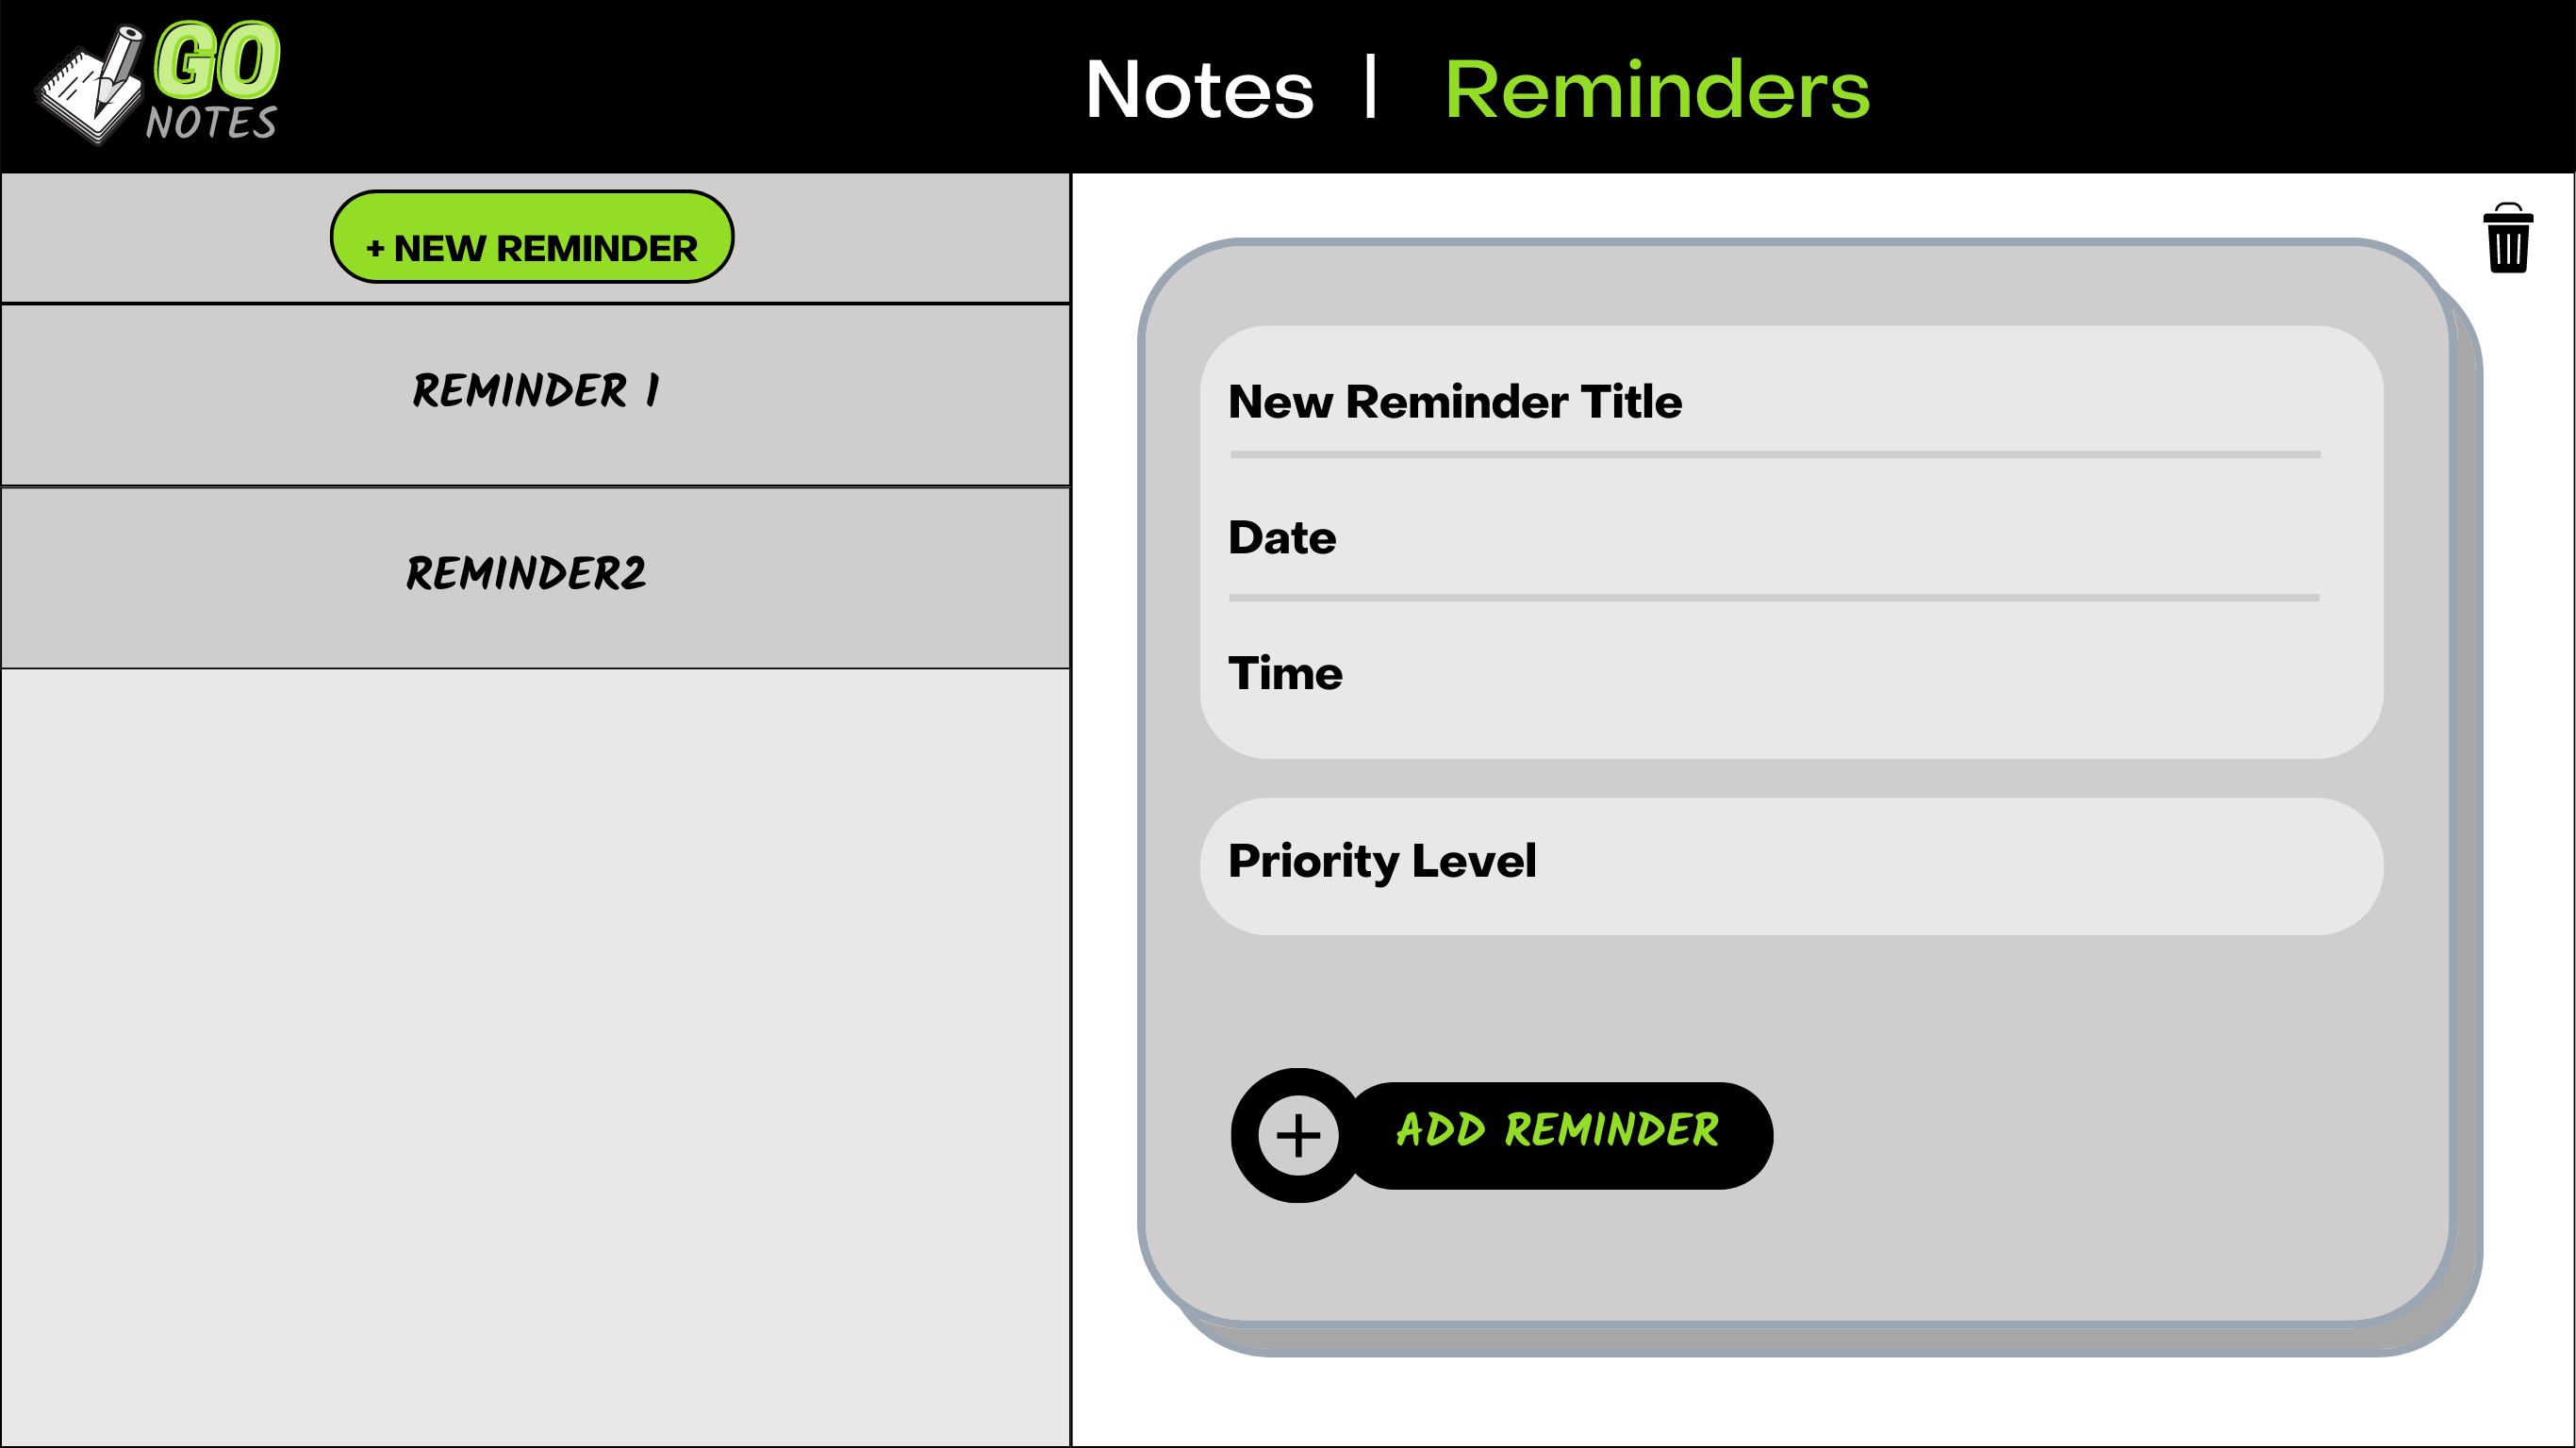 GO
NOTES
Notes | Reminders
+ NEW REMINDER
REMINDER 1
REMINDER2
New Reminder Title
Date
Time
Priority Level
+ ADD REMINDER